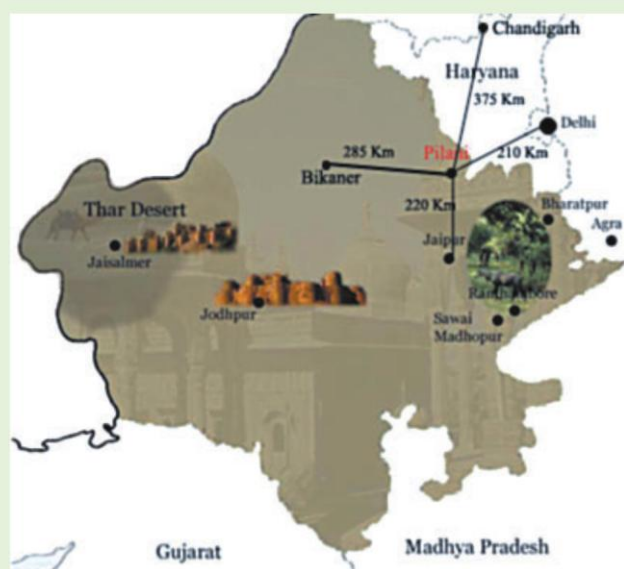 Chandigarh
Haryana
375 Km
Delhi
285 Km
Pilani
210 Km
Bikaner
220 Km
Thar Desert
Bharatpur
Agra
Jaipur
Jaisalmer
Jodhpur
Sawai
Madhopur
Gujarat
Madhya Pradesh